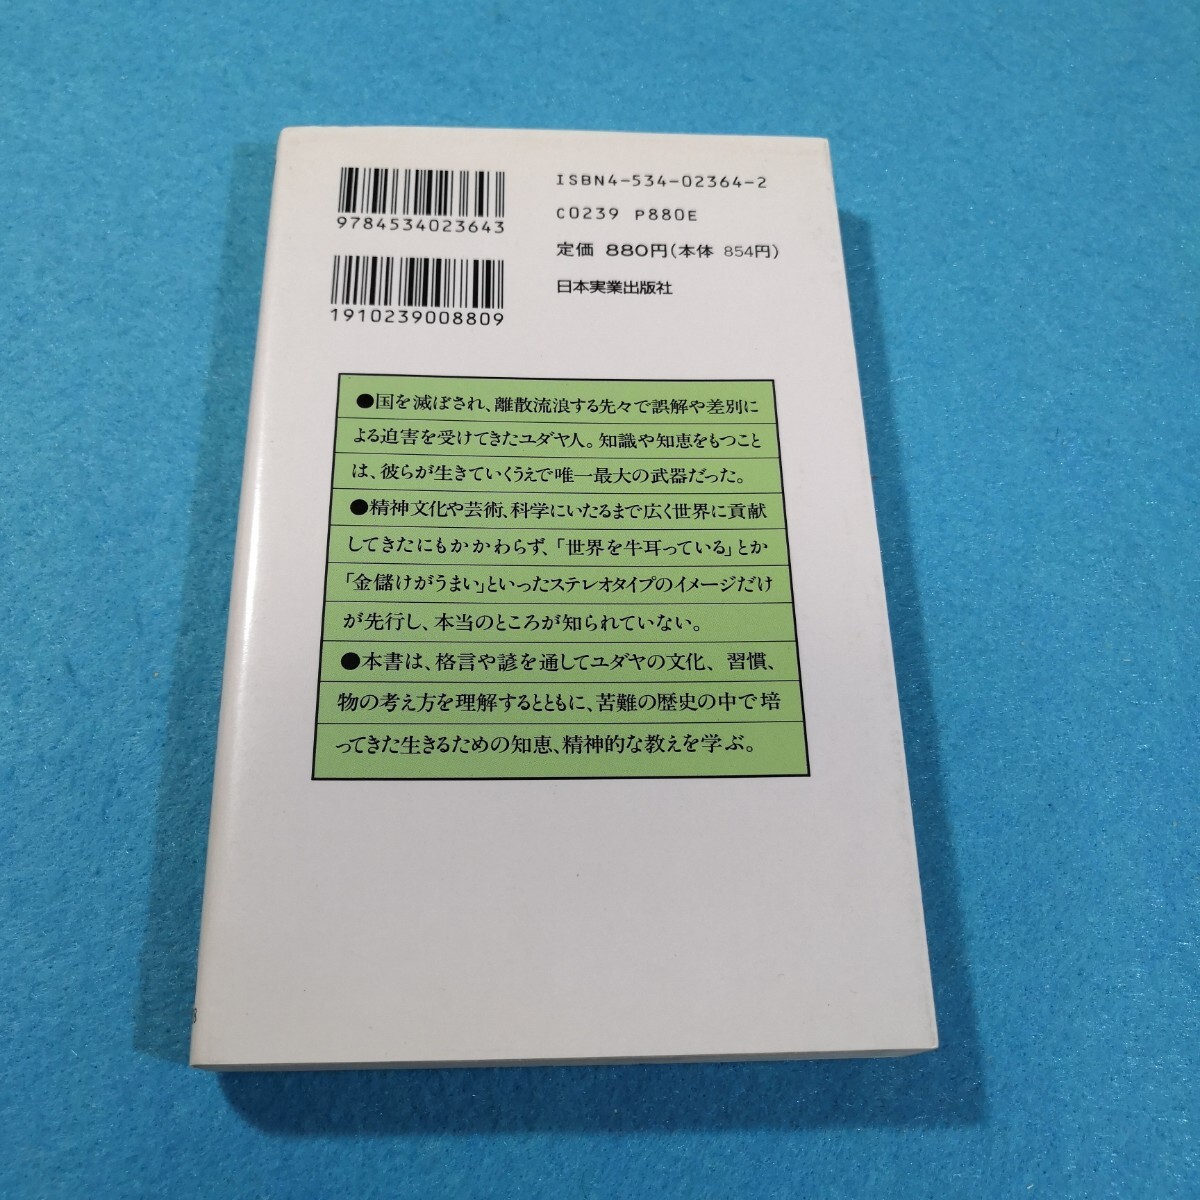 9784534023643
1910239008809
ISBN4-534-02364-2
C0239 P880E
定価 880円(本体 854円)
日本実業出版社
●国を滅ぼされ、離散流浪する先々で誤解や差別に
よる迫害を受けてきたユダヤ人。知識や知恵をもつこと
は、彼らが生きていくうえで唯一最大の武器だった。
●精神文化や芸術、科学にいたるまで広く世界に貢献
してきたにもかかわらず、「世界を牛耳っている」とか
「金儲けがうまい」といったステレオタイプのイメージだけ
が先行し、本当のところが知られていない。
●本書は、格言や諺を通してユダヤの文化、習慣、
物の考え方を理解するとともに、苦難の歴史の中で培
ってきた生きるための知恵、精神的な教えを学ぶ。